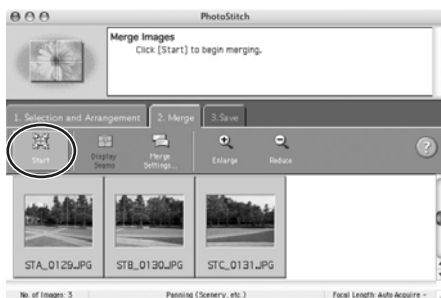 PhotoStitch
Merge Images
Click [Start] to begin merging.
1. Selection and Arrangement
2. Merge
3. Save
Start
Display Seams
Merge Settings...
Enlarge
Reduce
?
STA_0129.JPG
STB_0130.JPG
STC_0131.JPG
No. of Images: 3
Panning (Scenery, etc.)
Focal Length: Auto Acquire -